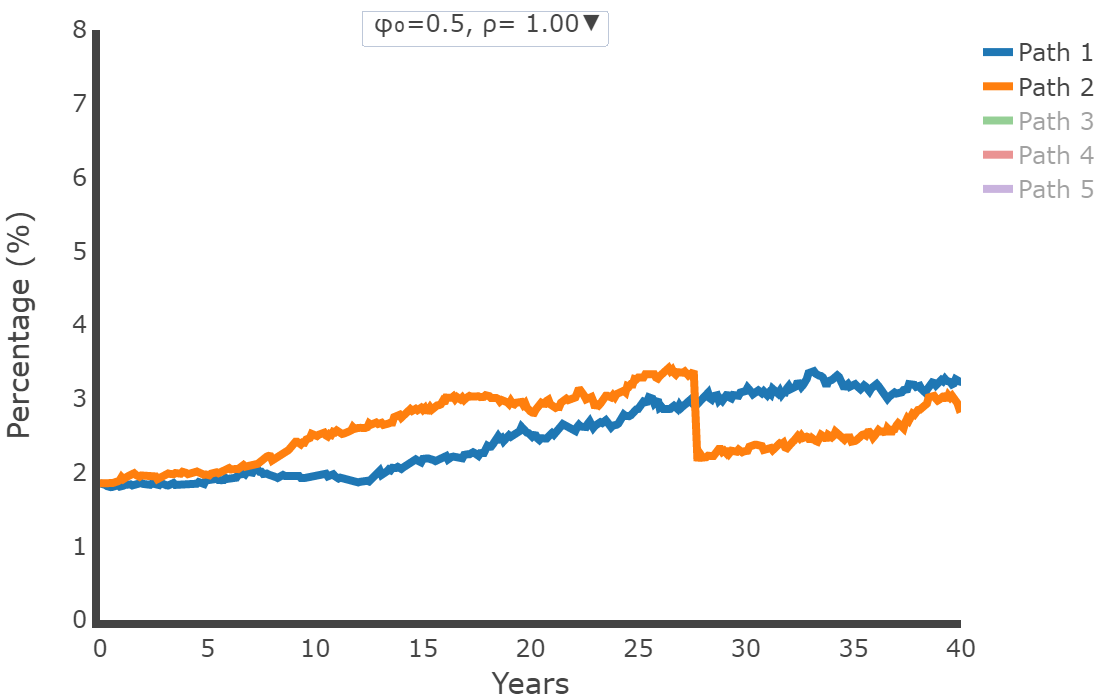 φ₀=0.5, ρ= 1.00▼
8
7
6
5
4
3
2
1
0
Percentage (%)
0 5 10 15 20 25 30 35 40
Years
Path 1
Path 2
Path 3
Path 4
Path 5